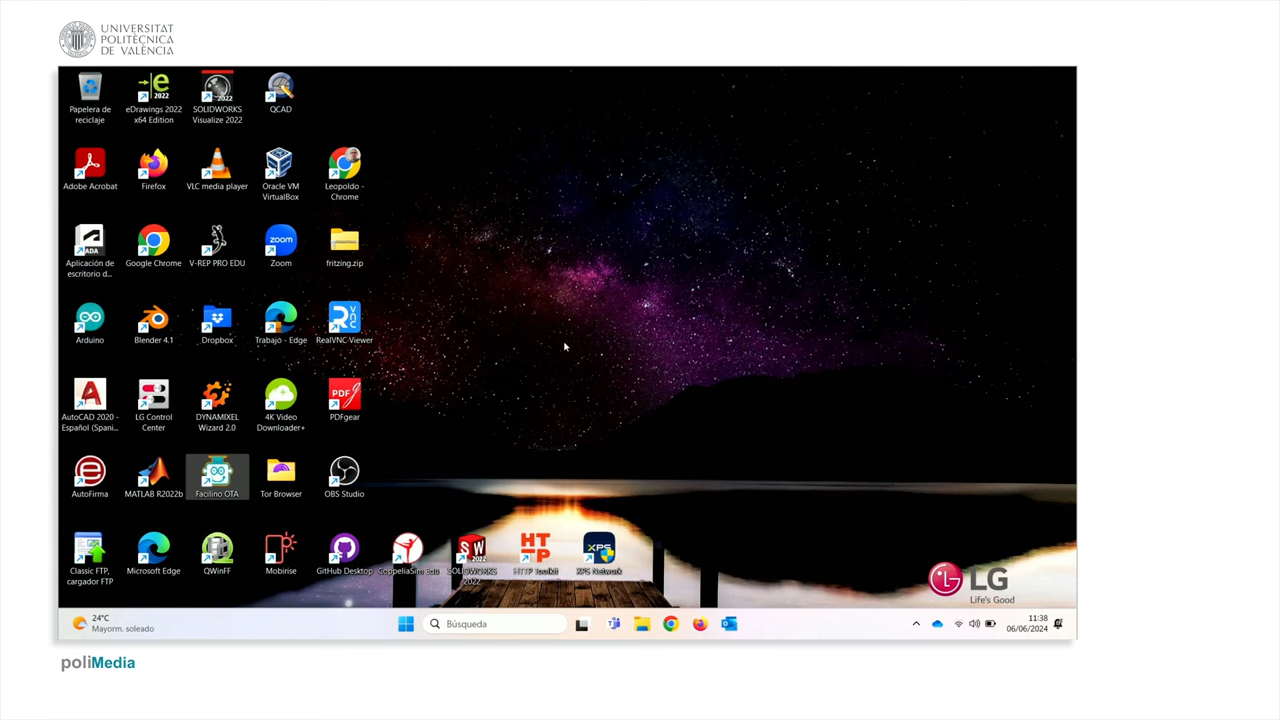 UNIVERSITAT
POLITÈCNICA
DE VALÈNCIA
Papelera de
reciclaje
eDrawings 2022
x64 Edition
SOLIDWORKS
Visualize 2022
QCAD
Adobe Acrobat
Firefox
VLC media player
Oracle VM
VirtualBox
Leopoldo -
Chrome
Aplicación de
escritorio d...
Google Chrome
V-REP PRO EDU
Zoom
fritzing.zip
Arduino
Blender 4.1
Dropbox
Trabajo - Edge
RealVNC Viewer
AutoCAD 2020 -
Español (Spani...
LG Control
Center
DYNAMIXEL
Wizard 2.0
4K Video
Downloader+
PDFgear
AutoFirma
MATLAB R2022b
Facilino OTA
Tor Browser
OBS Studio
Classic FTP,
cargador FTP
Microsoft Edge
QWinFF
Mobirise
GitHub Desktop
CoppeliaSim Edu
SOLIDWORKS
2022
HTTP Toolkit
XPS Network
LG
Life's Good
24°C
Mayorm. soleado
Búsqueda
11:38
06/06/2024
poliMedia